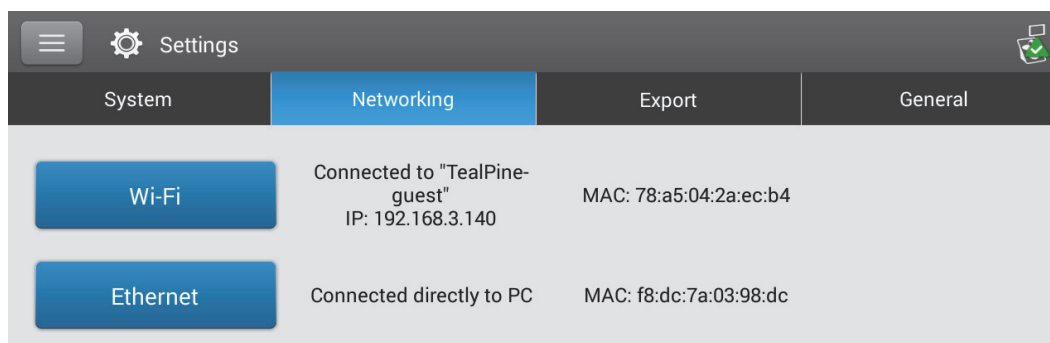 Settings
System
Networking
Export
General
Wi-Fi
Connected to "TealPine-
guest"
IP: 192.168.3.140
MAC: 78:a5:04:2a:ec:b4
Ethernet
Connected directly to PC
MAC: f8:dc:7a:03:98:dc